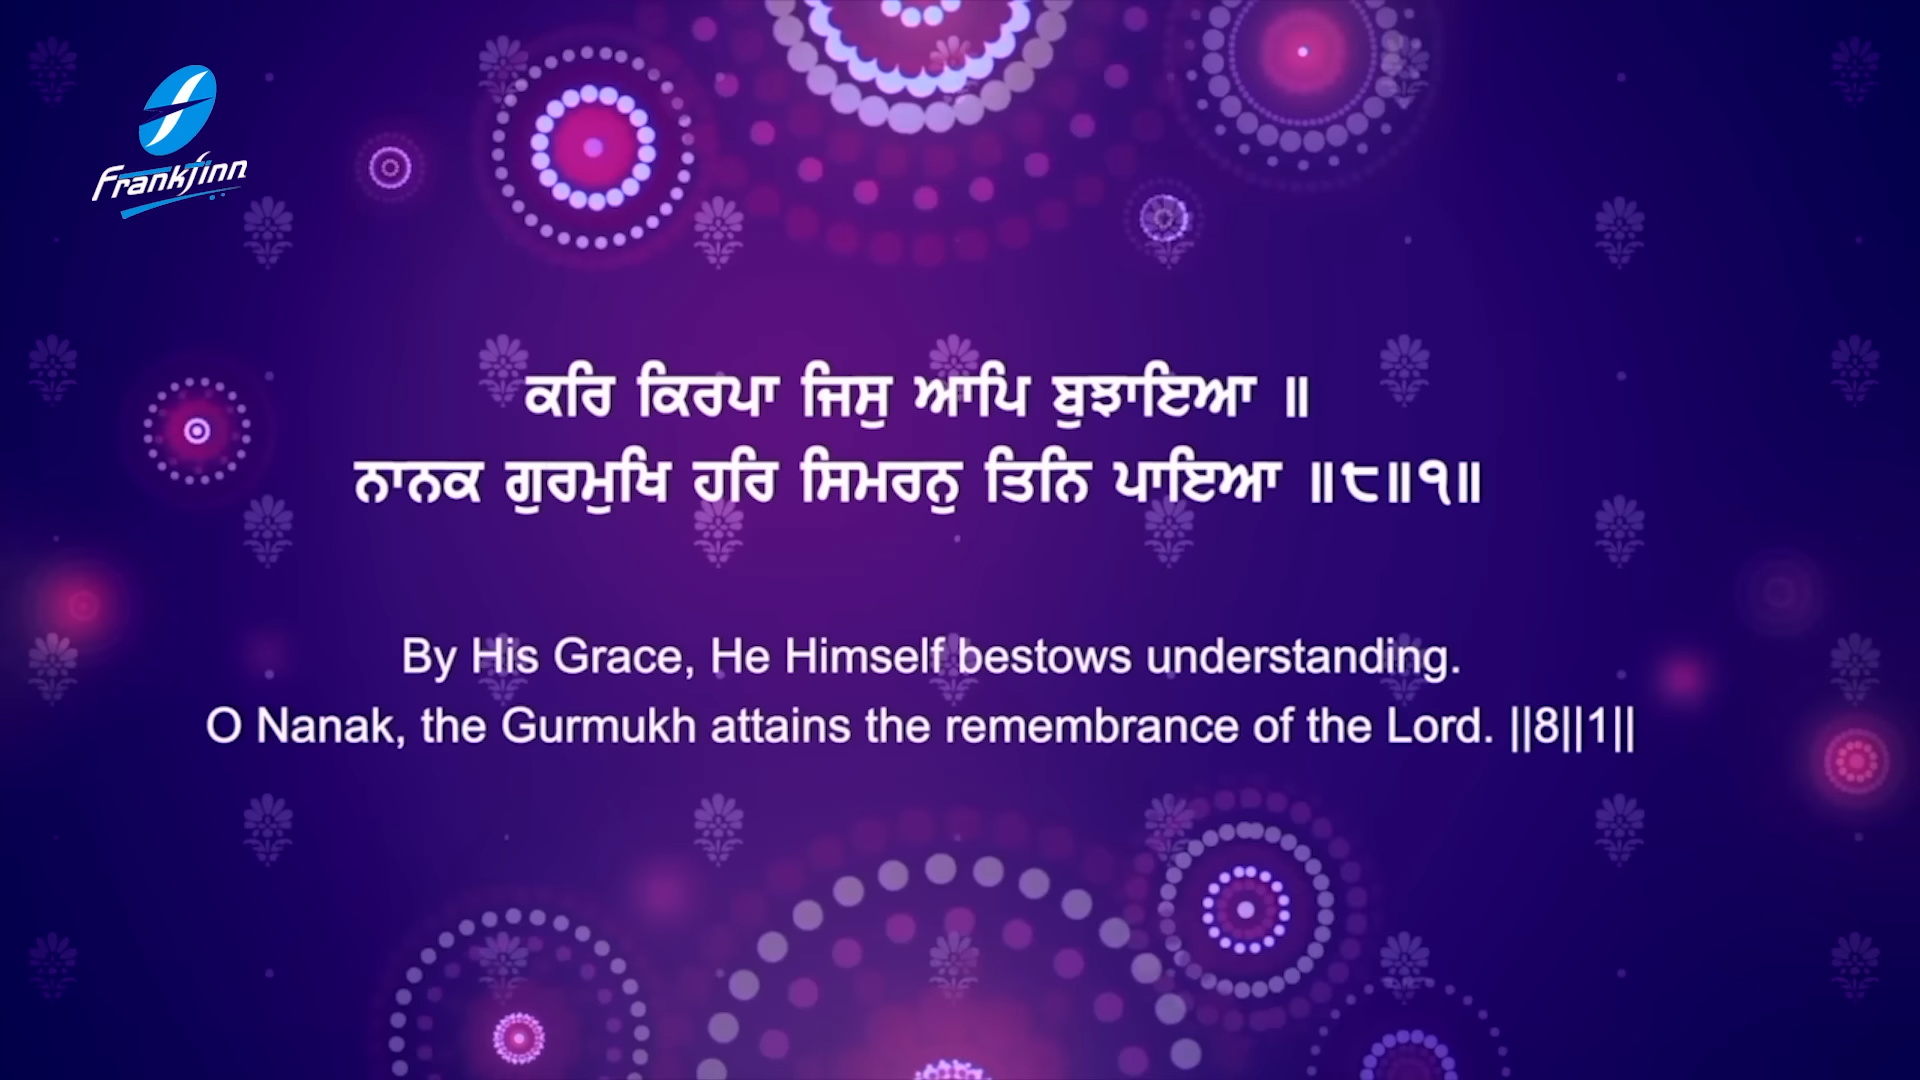 Frankfinn
ਕਰਿ ਕਿਰਪਾ ਜਿਸੁ ਆਪਿ ਬੁਝਾਇਆ ॥
ਨਾਨਕ ਗੁਰਮੁਖਿ ਹਰਿ ਸਿਮਰਨੁ ਤਿਨਿ ਪਾਇਆ ॥੮॥੧॥
By His Grace, He Himself bestows understanding.
O Nanak, the Gurmukh attains the remembrance of the Lord. ||8||1||